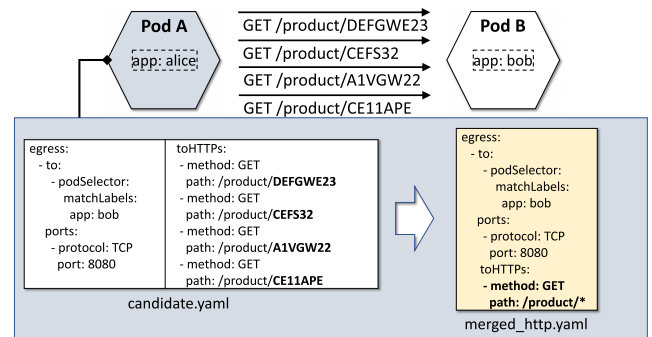 Pod A
app: alice
GET /product/DEFGWE23
GET /product/CEFS32
GET /product/A1VGW22
GET /product/CE11APE
Pod B
app: bob
egress:
- to:
- podSelector:
matchLabels:
app: bob
ports:
- protocol: TCP
port: 8080
toHTTPs:
- method: GET
path: /product/DEFGWE23
- method: GET
path: /product/CEFS32
- method: GET
path: /product/A1VGW22
- method: GET
path: /product/CE11APE
candidate.yaml
egress:
- to:
- podSelector:
matchLabels:
app: bob
ports:
- protocol: TCP
port: 8080
toHTTPs:
- method: GET
path: /product/*
merged_http.yaml